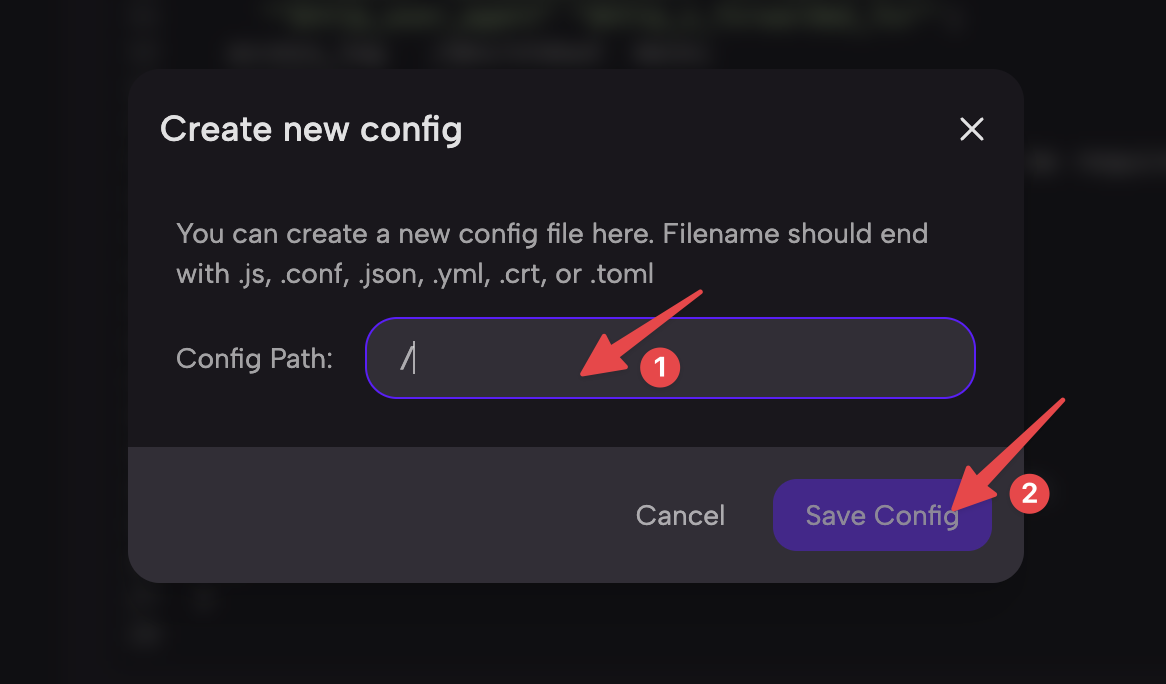 Create new config
You can create a new config file here. Filename should end
with .js, .conf, .json, .yml, .crt, or .toml
Config Path:
/
1
Cancel
Save Config
2